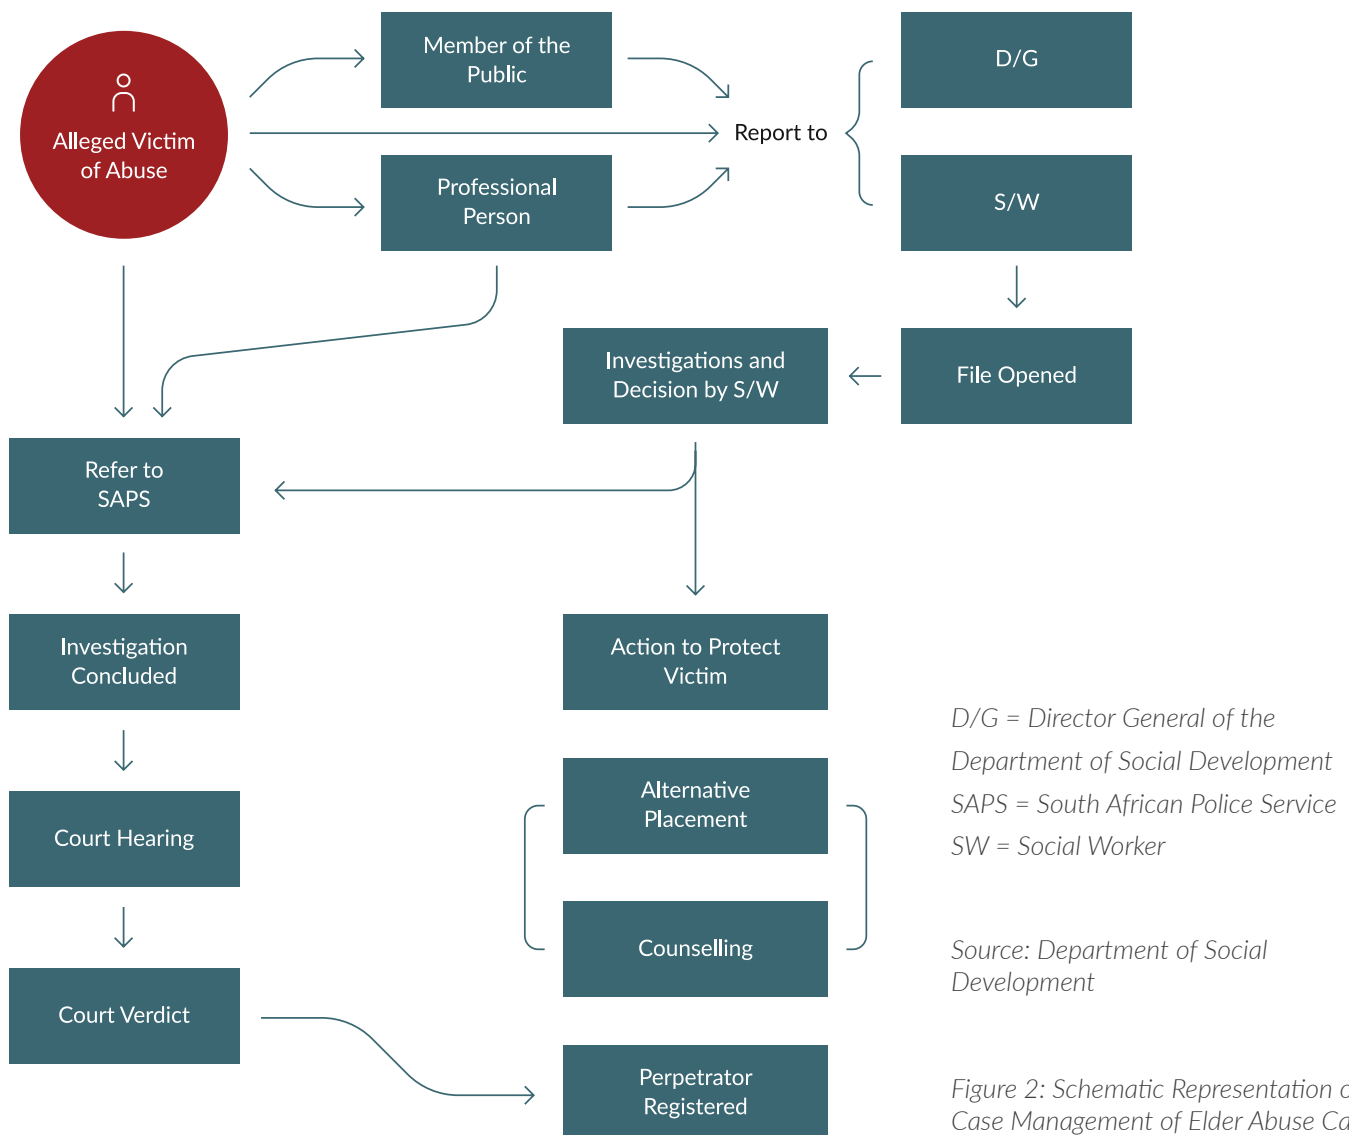 Member of the
Public
D/G
Alleged Victim
of Abuse
Report to
Professional
Person
S/W
Investigations and
Decision by S/W
File Opened
Refer to
SAPS
Investigation
Concluded
Action to Protect
Victim
D/G = Director General of the
Department of Social Development
SAPS = South African Police Service
SW = Social Worker
Alternative
Placement
Court Hearing
Counselling
Source: Department of Social
Development
Court Verdict
Perpetrator
Registered
Figure 2: Schematic Representation
Case Management of Elder Abuse